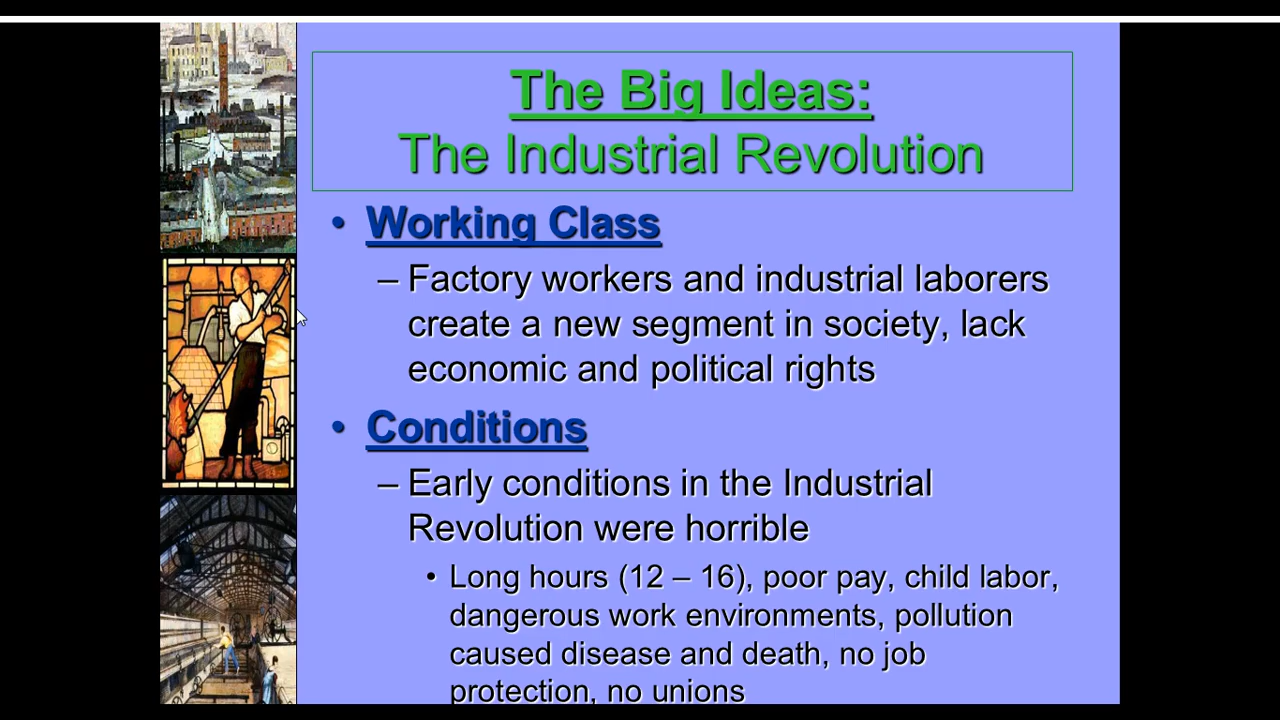 The Big Ideas:
The Industrial Revolution
• Working Class
– Factory workers and industrial laborers
create a new segment in society, lack
economic and political rights
• Conditions
– Early conditions in the Industrial
Revolution were horrible
• Long hours (12 – 16), poor pay, child labor,
dangerous work environments, pollution
caused disease and death, no job
protection, no unions